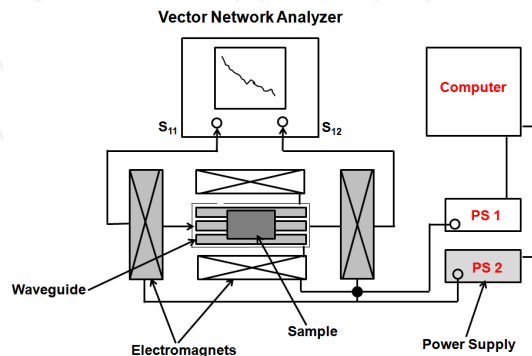 Vector Network Analyzer
Computer
S11
S12
PS 1
PS 2
Waveguide
Sample
Electromagnets
Power Supply